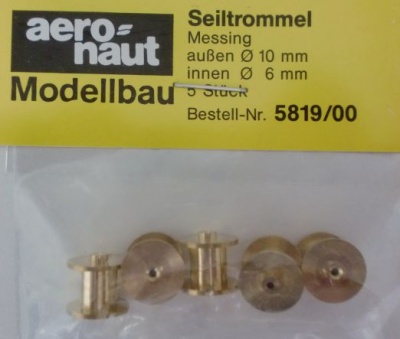 aero-
naut
Modellbau
Seiltrommel
Messing
außen Ø 10 mm
innen Ø 6 mm
5 Stück
Bestell-Nr. 5819/00